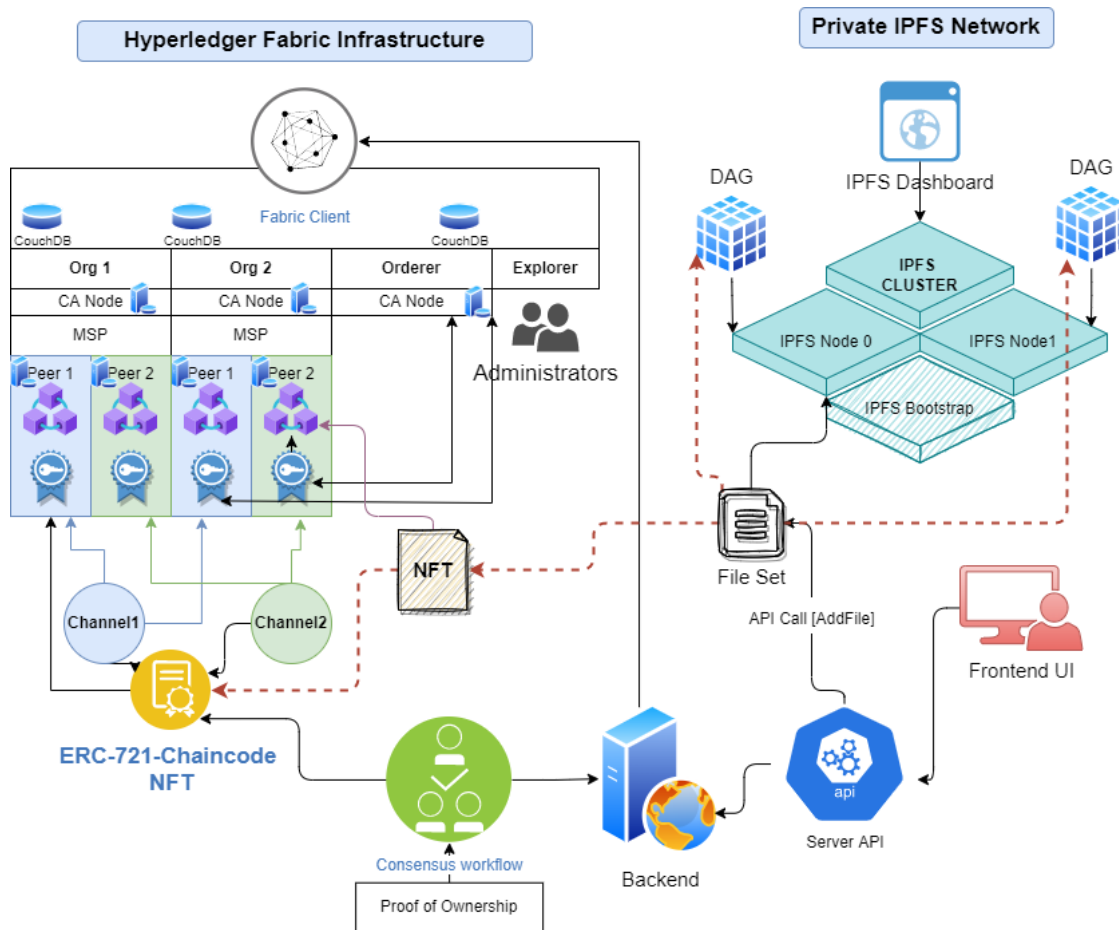 Hyperledger Fabric Infrastructure
Private IPFS Network
Fabric Client
CouchDB
CouchDB
CouchDB
Org 1
Org 2
Orderer
Explorer
CA Node
CA Node
CA Node
MSP
MSP
Administrators
Peer 1
Peer 2
Peer 1
Peer 2
Channel1
Channel2
NFT
ERC-721-Chaincode
NFT
Consensus workflow
Proof of Ownership
Backend
IPFS Dashboard
DAG
DAG
IPFS
CLUSTER
IPFS Node 0
IPFS Node1
IPFS Bootstrap
File Set
API Call [AddFile]
Frontend UI
api
Server API